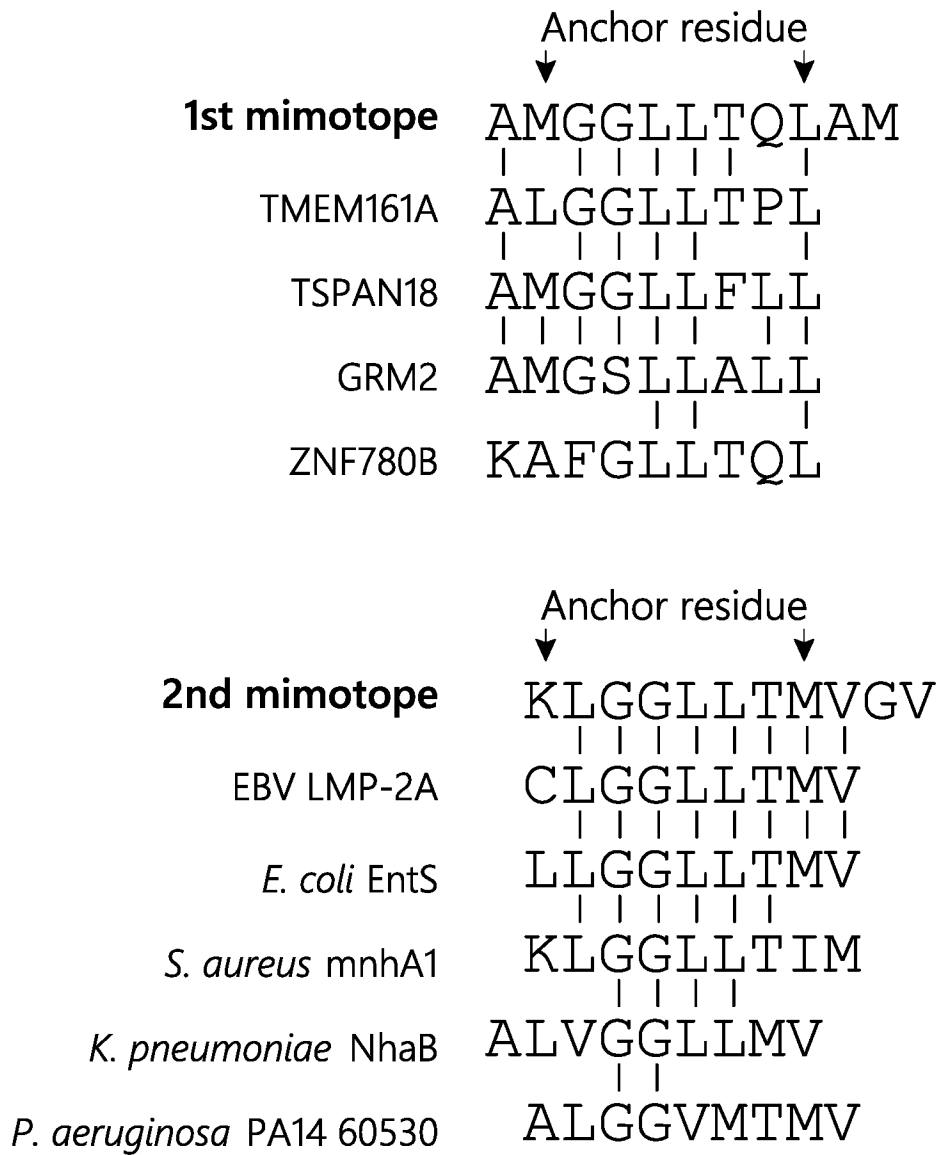 Anchor residue
1st mimotope AMGGLLTQLAM
TMEM161A ALGGLLTPL
TSPAN18 AMGGLLFLL
GRM2 AMGSLLALL
ZNF780B KAFGLLTQL
Anchor residue
2nd mimotope KLGGLLTMVGV
EBV LMP-2A CLGGLLTMV
E. coli EntS LLGGLLTMV
S. aureus mnhA1 KLGGLLTIM
K. pneumoniae NhaB ALVGGLLMV
P. aeruginosa PA14 60530 ALGGVMTMV